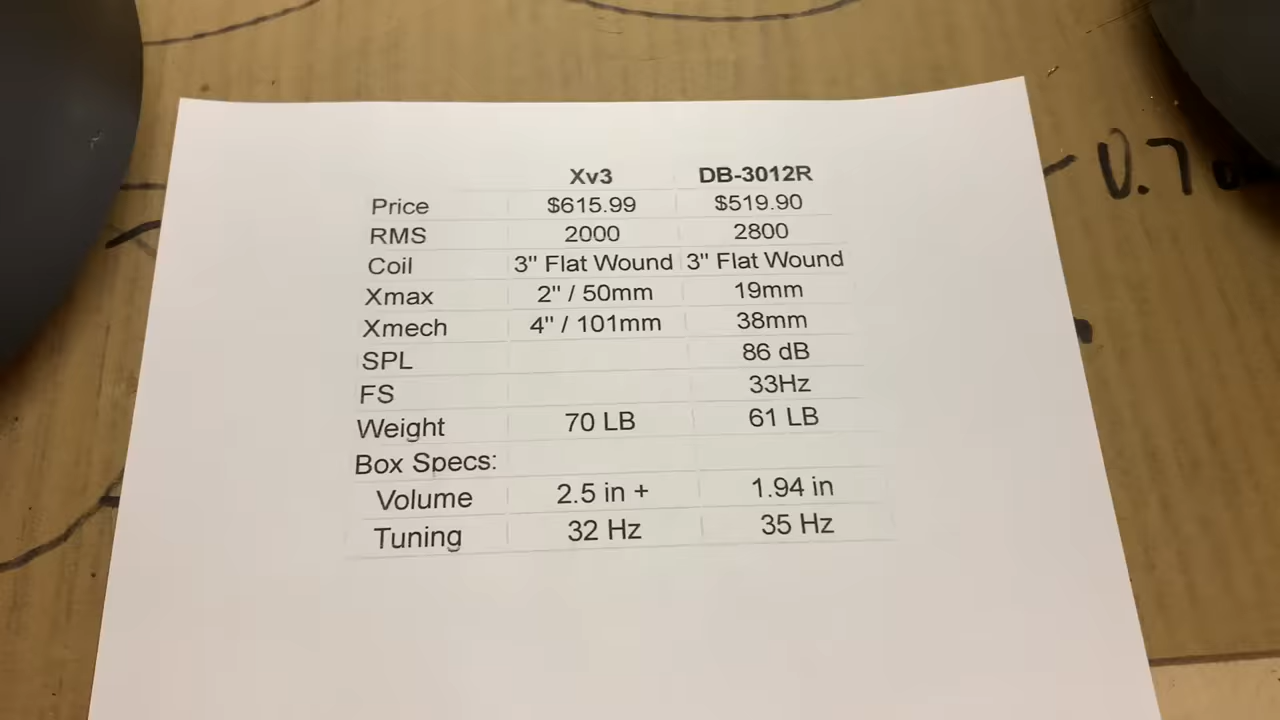 Xv3 DB-3012R
Price $615.99 $519.90
RMS 2000 2800
Coil 3" Flat Wound 3" Flat Wound
Xmax 2" / 50mm 19mm
Xmech 4" / 101mm 38mm
SPL 86 dB
FS 33Hz
Weight 70 LB 61 LB
Box Specs:
Volume 2.5 in + 1.94 in
Tuning 32 Hz 35 Hz
0.7